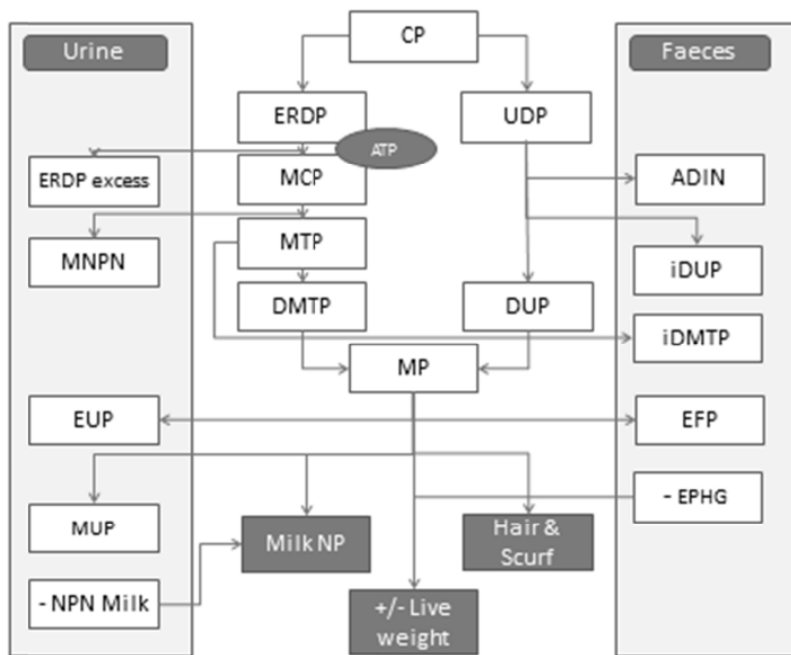 CP
Urine
Faeces
ERDP
UDP
ATP
ERDP excess
MCP
ADIN
MNPN
MTP
iDUP
DMTP
DUP
iDMTP
MP
EUP
EFP
MUP
Milk NP
Hair &
Scurf
- EPHG
- NPN Milk
+/- Live
weight